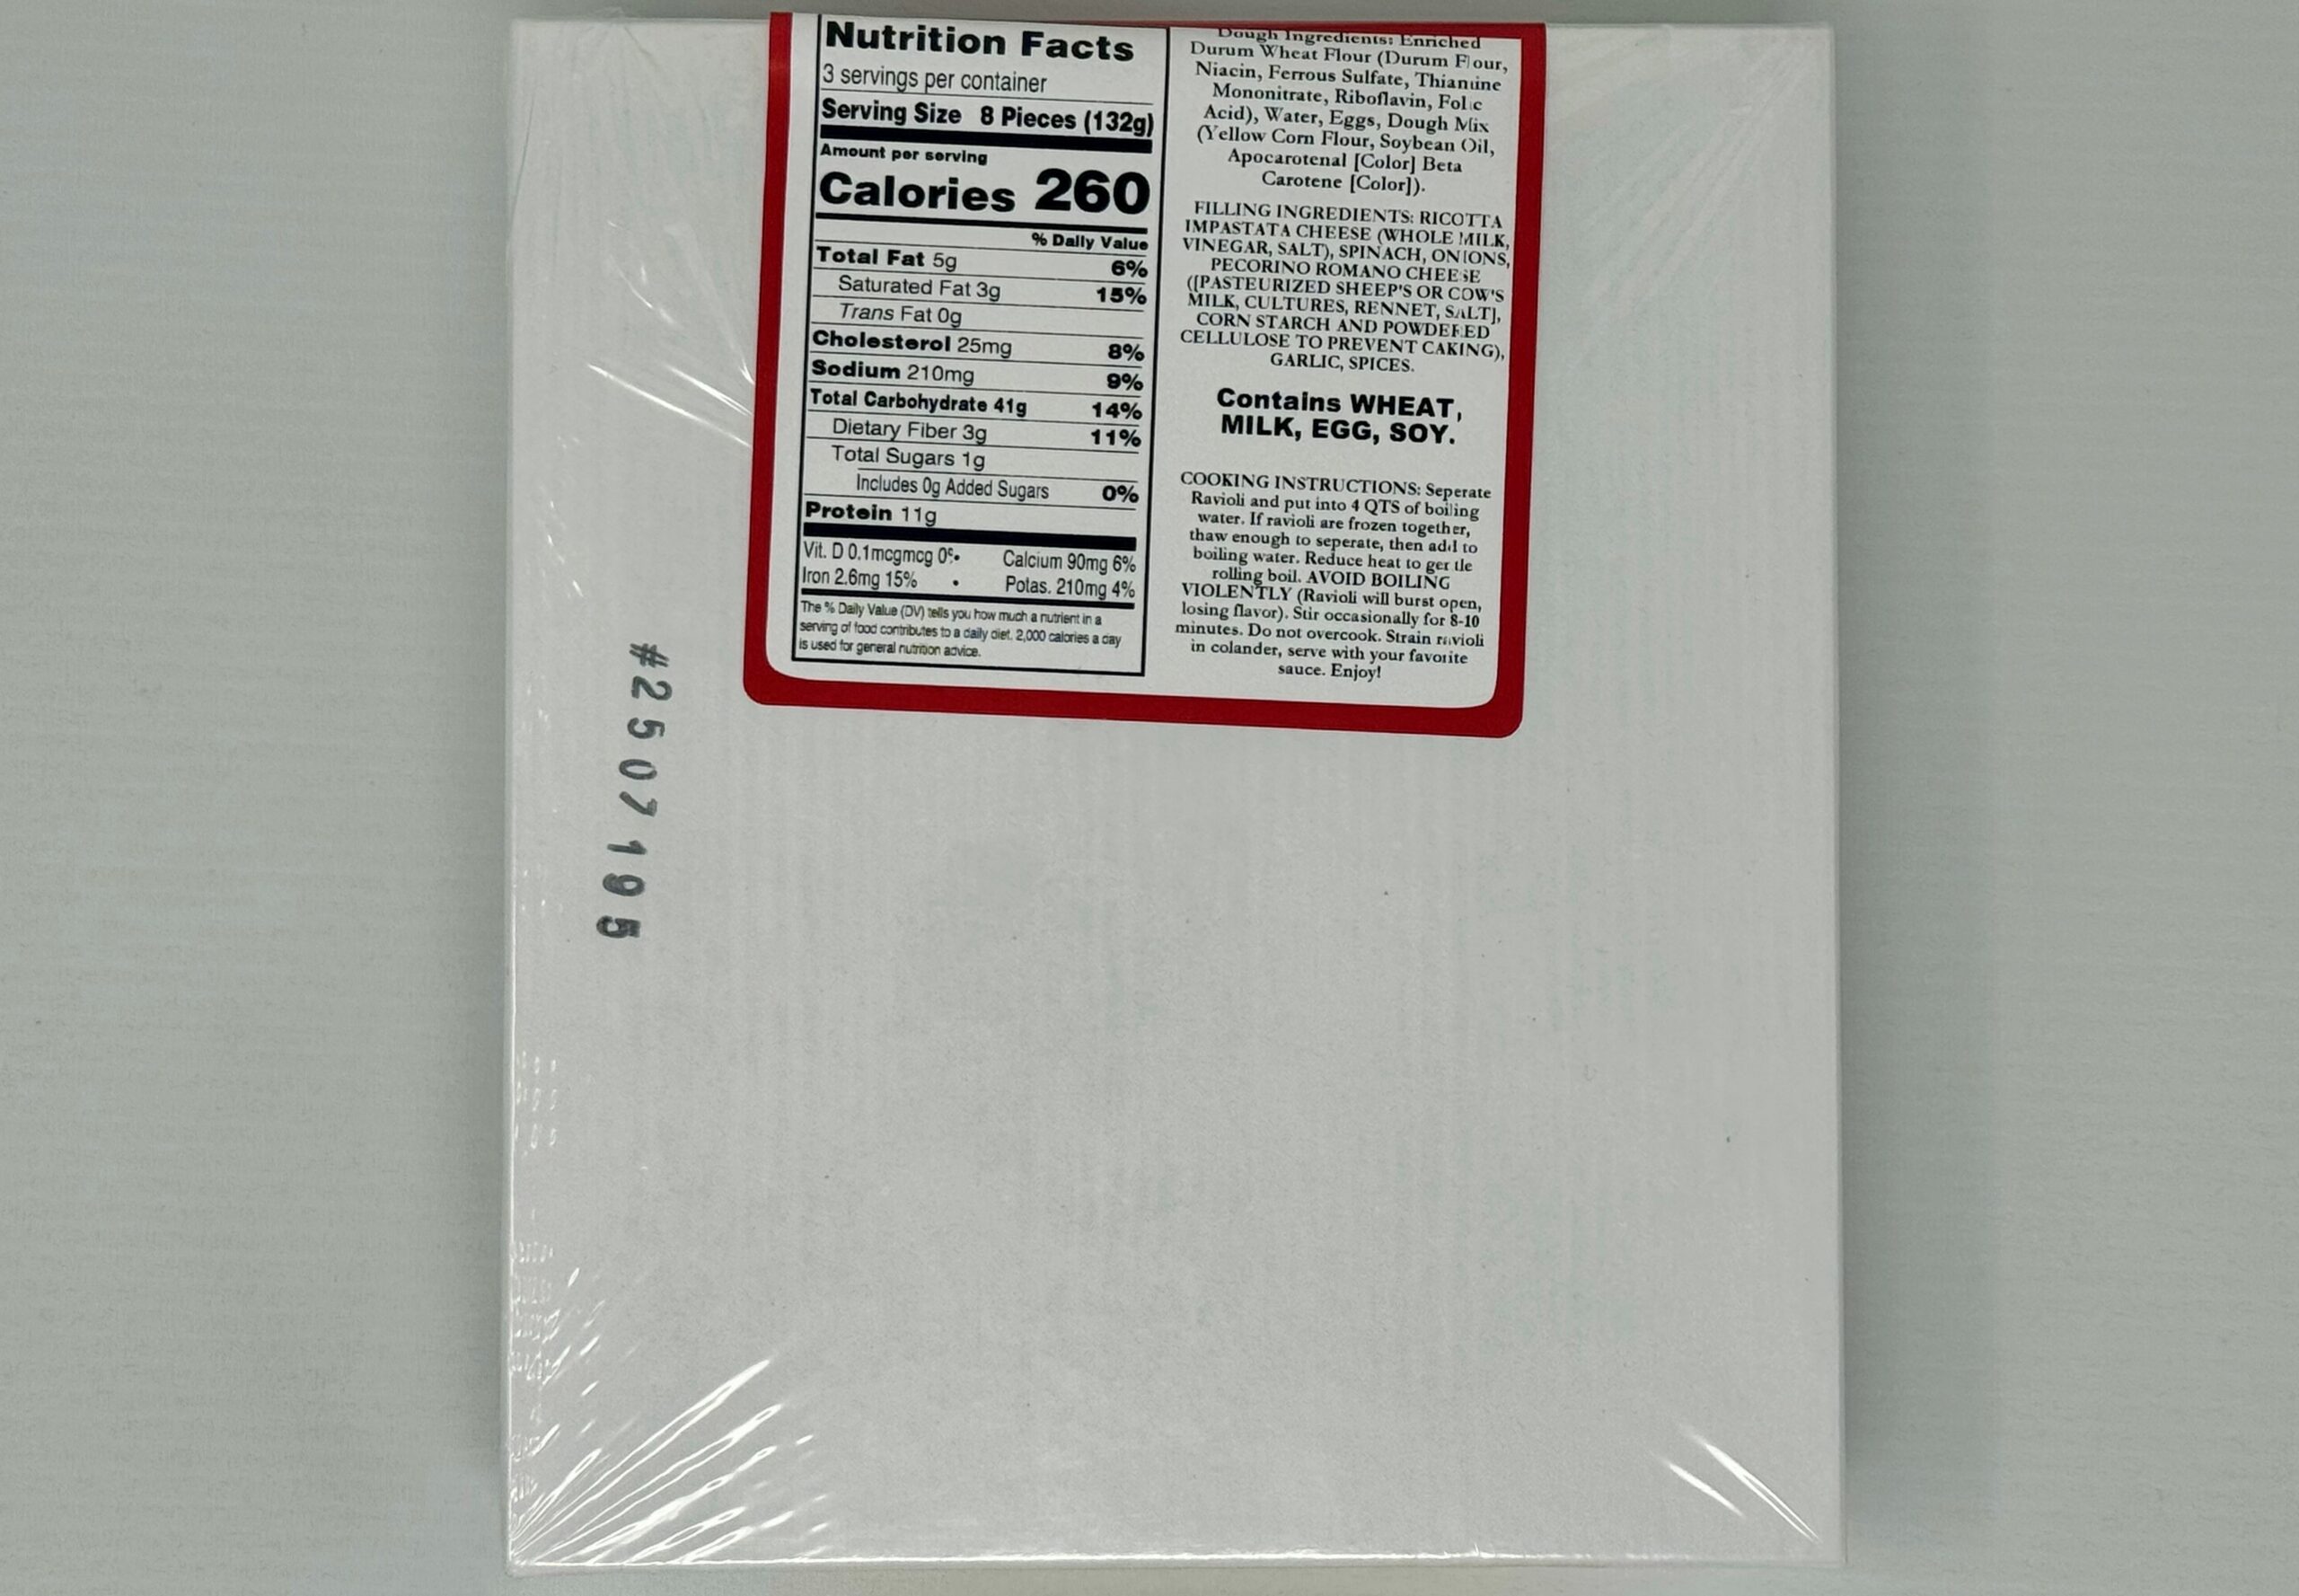 Nutrition Facts
3 servings per container
Serving Size 8 Pieces (132g)
Amount per serving
Calories 260
% Daily Value
Total Fat 5g 6%
Saturated Fat 3g 15%
Trans Fat 0g
Cholesterol 25mg 8%
Sodium 210mg 9%
Total Carbohydrate 41g 14%
Dietary Fiber 3g 11%
Total Sugars 1g
Includes 0g Added Sugars 0%
Protein 11g
Vit. D 0.1mcgmcg • Calcium 90mg 6%
Iron 2.6mg 15% • Potas. 210mg 4%
The % Daily Value (DV) tells you how much a nutrient in a
serving of food contributes to a daily diet. 2,000 calories a day
is used for general nutrition advice.
Dough Ingredients: Enriched
Durum Wheat Flour (Durum Flour,
Niacin, Ferrous Sulfate, Thiamine
Mononitrate, Riboflavin, Folic
Acid), Water, Eggs, Dough Mix
(Yellow Corn Flour, Soybean Oil,
Apocarotenal [Color] Beta
Carotene [Color]).
FILLING INGREDIENTS: RICOTTA
IMPASTATA CHEESE (WHOLE MILK,
VINEGAR, SALT), SPINACH, ONIONS,
PECORINO ROMANO CHEESE
([PASTEURIZED SHEEP'S OR COW'S
MILK, CULTURES, RENNET, SALT],
CORN STARCH AND POWDERED
CELLULOSE TO PREVENT CAKING),
GARLIC, SPICES.
Contains WHEAT,
MILK, EGG, SOY.
COOKING INSTRUCTIONS: Seperate
Ravioli and put into 4 QTS of boiling
water. If ravioli are frozen together,
thaw enough to seperate, then add to
boiling water. Reduce heat to gentle
rolling boil. AVOID BOILING
VIOLENTLY (Ravioli will burst open,
losing flavor). Stir occasionally for 8-10
minutes. Do not overcook. Strain ravioli
in colander, serve with your favorite
sauce. Enjoy!
#2507195